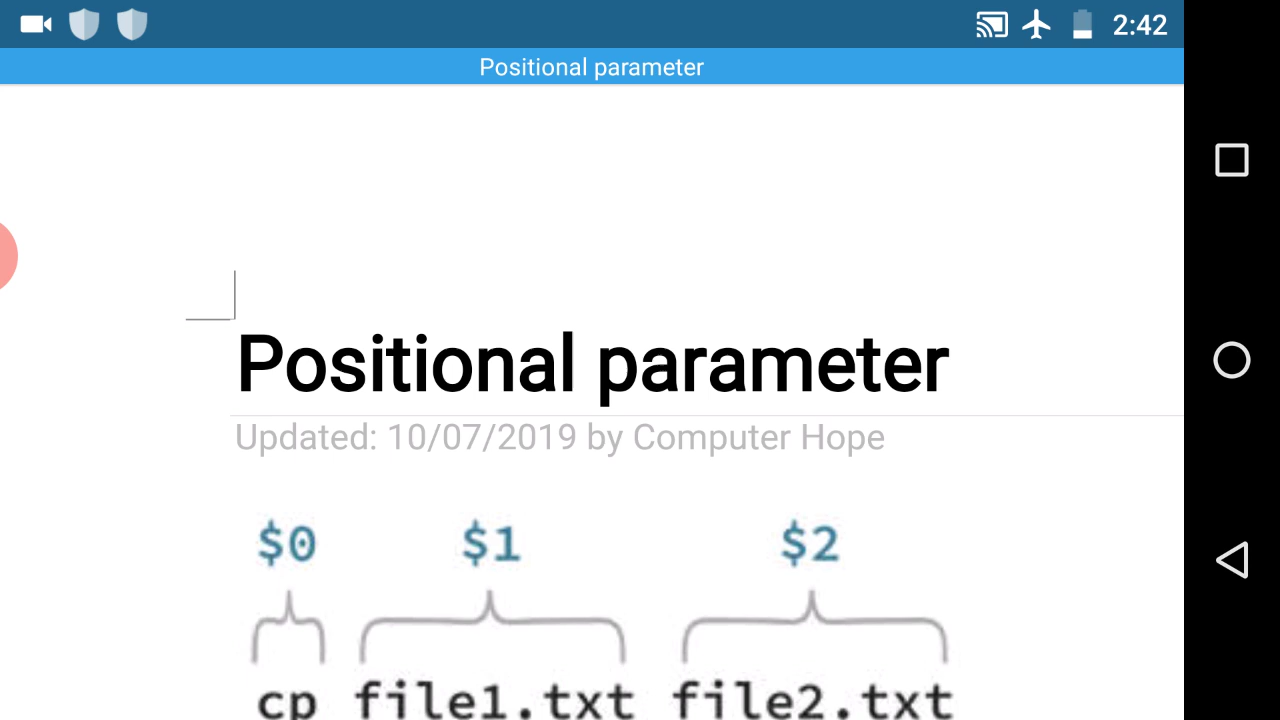 2:42
Positional parameter
Positional parameter
Updated: 10/07/2019 by Computer Hope
$0 $1 $2
cp file1.txt file2.txt